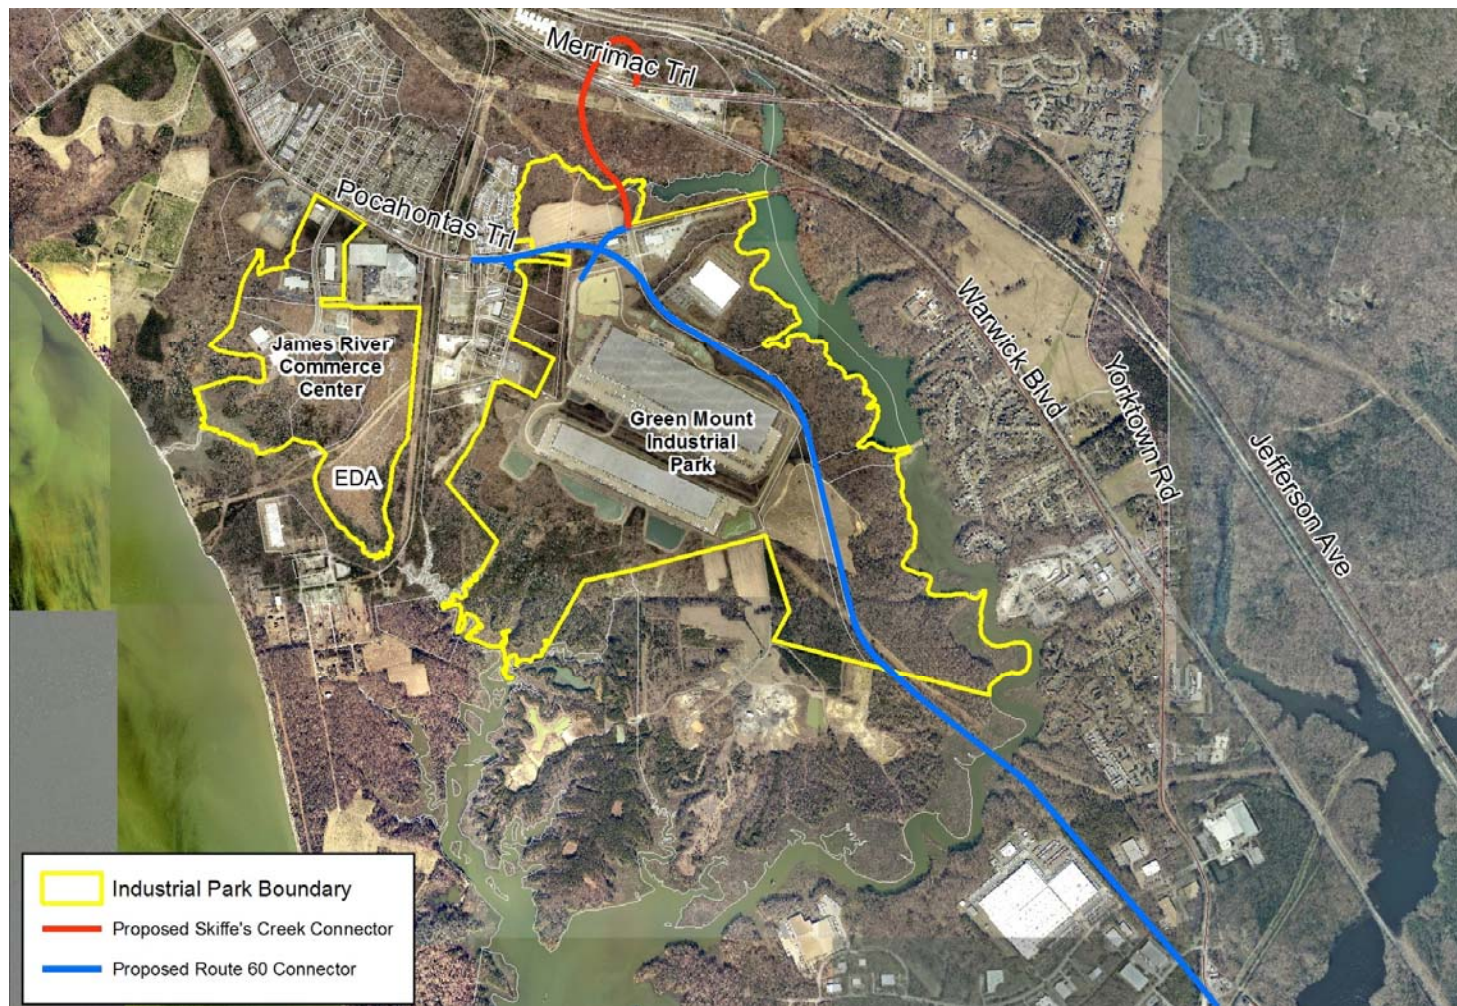 Merrimac Trl
Pocahontas Trl
Warwick Blvd
Yorktown Rd
Jefferson Ave
James River
Commerce
Center
EDA
Green Mount
Industrial
Park
Industrial Park Boundary
Proposed Skiffe's Creek Connector
Proposed Route 60 Connector